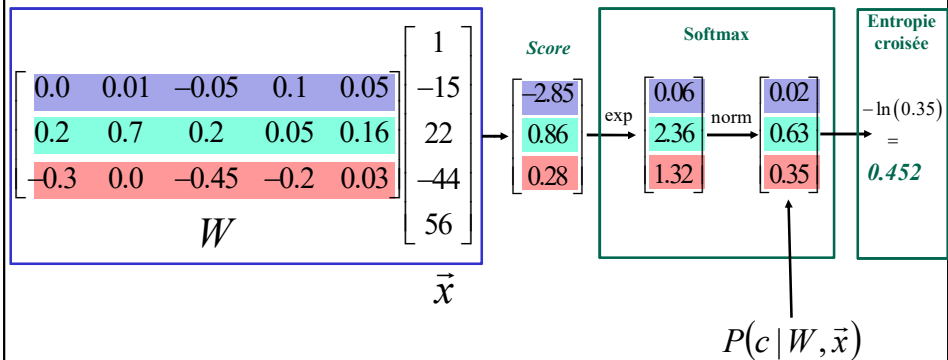 Entropie
croisée
Softmax
Score
0.0 0.01 −0.05 0.1 0.05
0.2 0.7 0.2 0.05 0.16
−0.3 0.0 −0.45 −0.2 0.03
W
1
−15
22
−44
56
x⃗
−2.85
0.86
0.28
exp
0.06
2.36
1.32
norm
0.02
0.63
0.35
−ln(0.35)
=
0.452
P(c | W, x⃗)